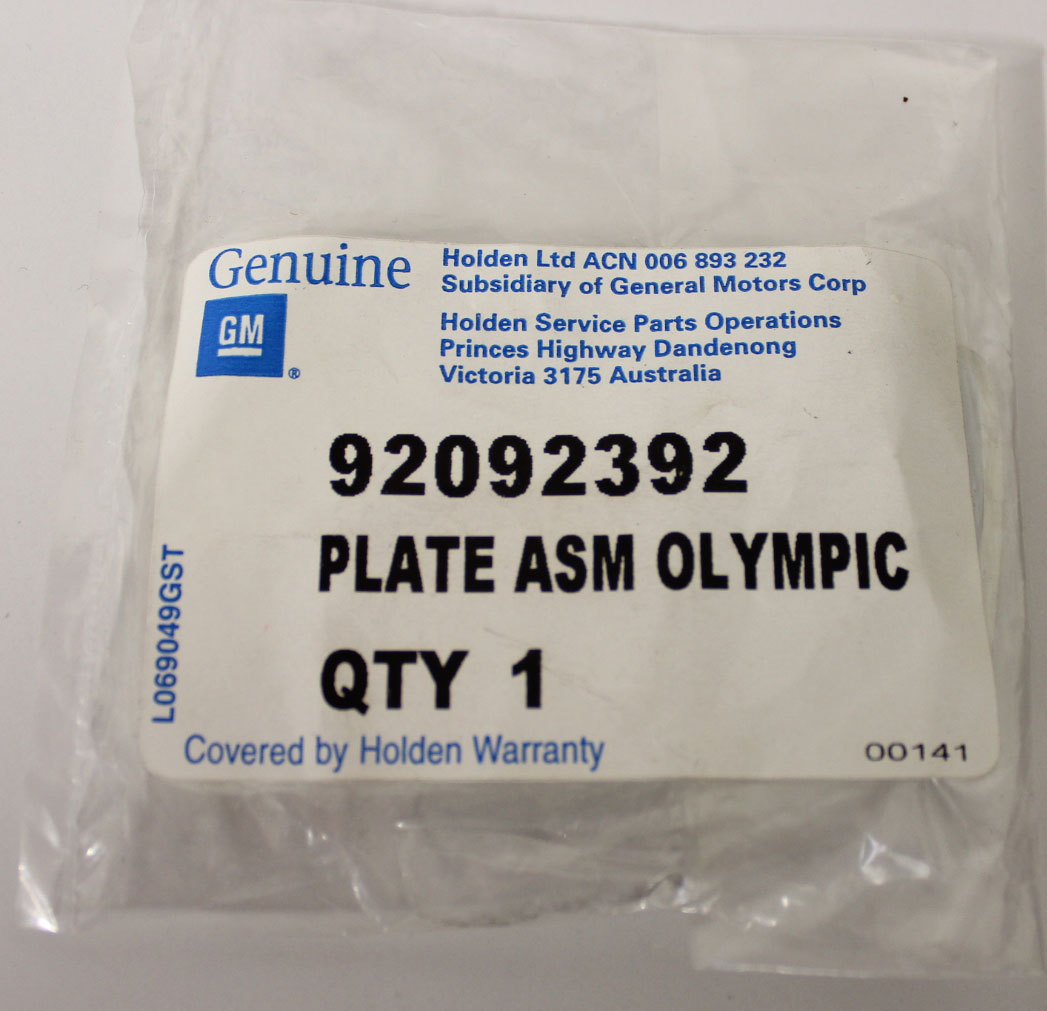 Genuine
GM
®
Holden Ltd ACN 006 893 232
Subsidiary of General Motors Corp
Holden Service Parts Operations
Princes Highway Dandenong
Victoria 3175 Australia
92092392
PLATE ASM OLYMPIC
QTY 1
L069049GST
Covered by Holden Warranty
00141